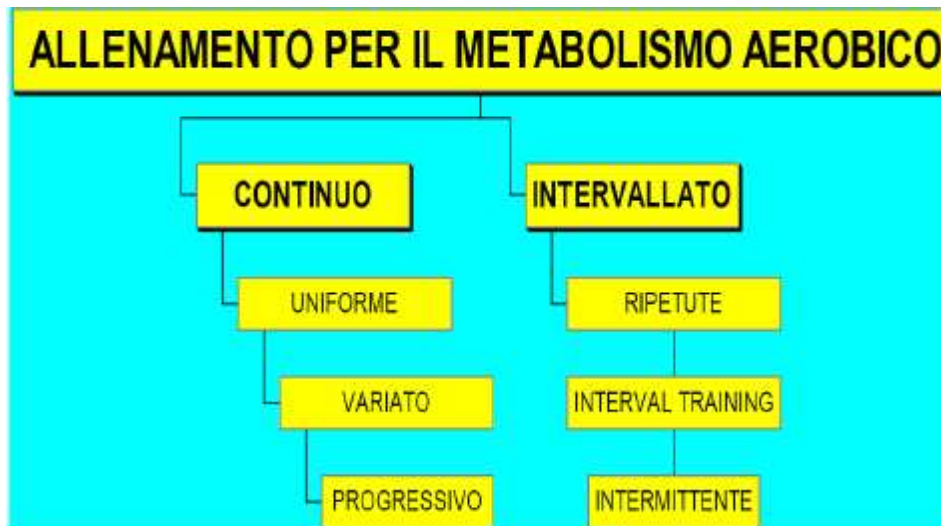 ALLENAMENTO PER IL METABOLISMO AEROBICO
CONTINUO
INTERVALLATO
UNIFORME
RIPETUTE
VARIATO
INTERVAL TRAINING
PROGRESSIVO
INTERMITTENTE